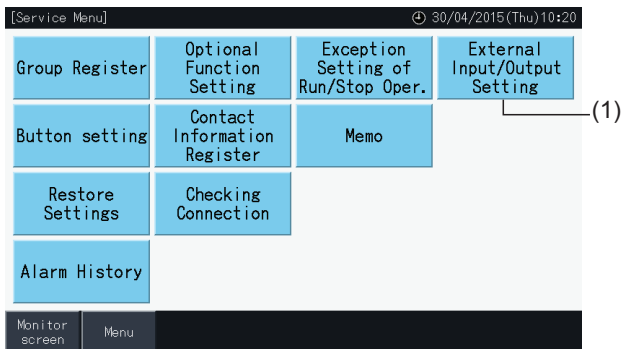 [Service Menu]
30/04/2015(Thu)10:20
Group Register
Optional
Function
Setting
Exception
Setting of
Run/Stop Oper.
External
Input/Output
Setting
(1)
Button setting
Contact
Information
Register
Memo
Restore
Settings
Checking
Connection
Alarm History
Monitor
screen
Menu